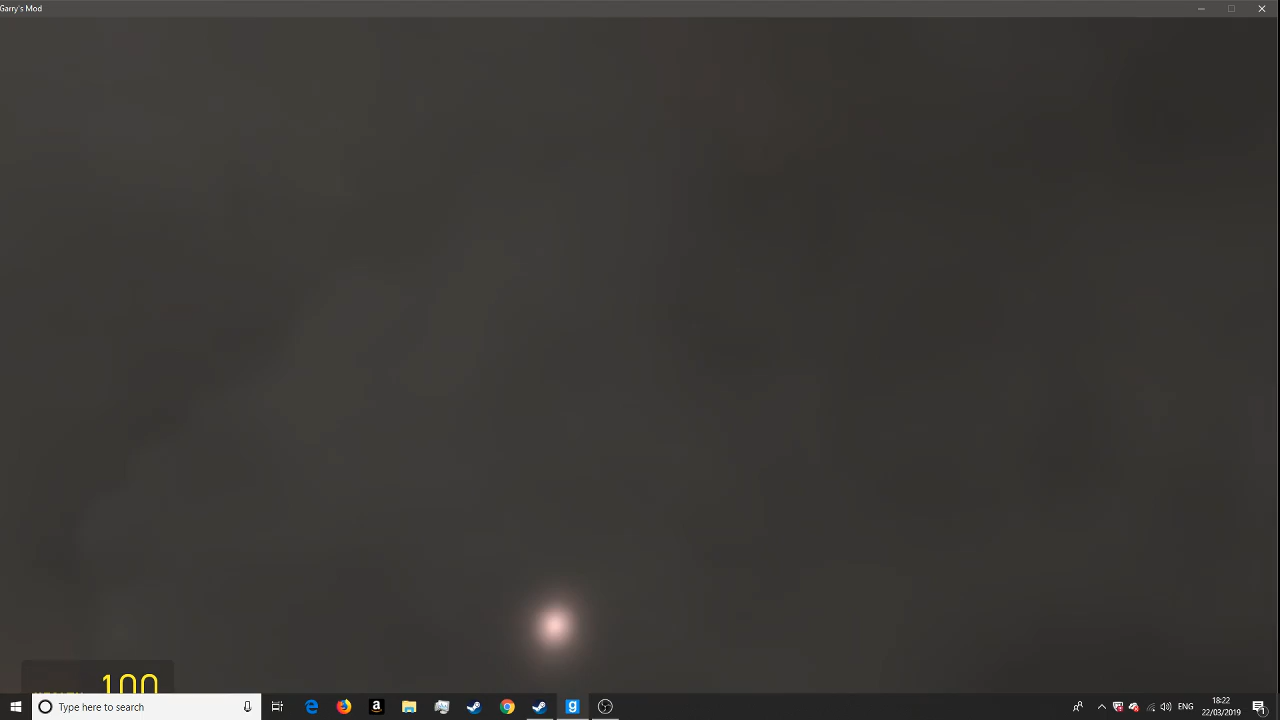 Garry's Mod
100
Type here to search
ENG
18:22
22/03/2019